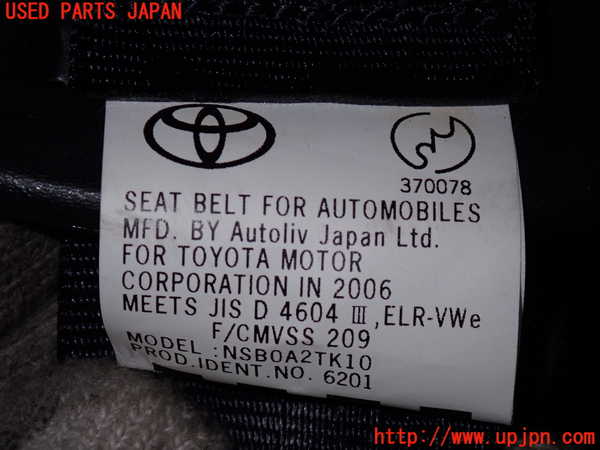 USED PARTS JAPAN
370078
SEAT BELT FOR AUTOMOBILES
MFD. BY Autoliv Japan Ltd.
FOR TOYOTA MOTOR
CORPORATION IN 2006
MEETS JIS D 4604 Ⅲ,ELR-VWe
F/CMVSS 209
MODEL :NSB0A2TK10
PROD.IDENT.NO. 6201
http://www.upjpn.com/